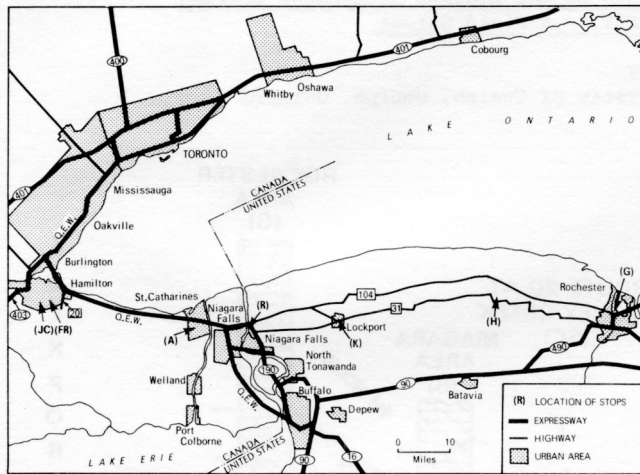 400
401
Cobourg
Whitby
Oshawa
LAKE ONTARIO
TORONTO
401
CANADA
UNITED STATES
Mississauga
Q.E.W.
Oakville
Burlington
Hamilton
403
20
(JC)(FR)
Q.E.W.
St. Catharines
(A)
Niagara
Falls
(R)
104
31
Lockport
(K)
(H)
Rochester
(G)
490
Niagara Falls
North
Tonawanda
190
Welland
Q.E.W.
Buffalo
90
Batavia
Depew
Port
Colborne
LAKE ERIE
CANADA
UNITED STATES
90
16
0 10
Miles
(R) LOCATION OF STOPS
EXPRESSWAY
HIGHWAY
URBAN AREA